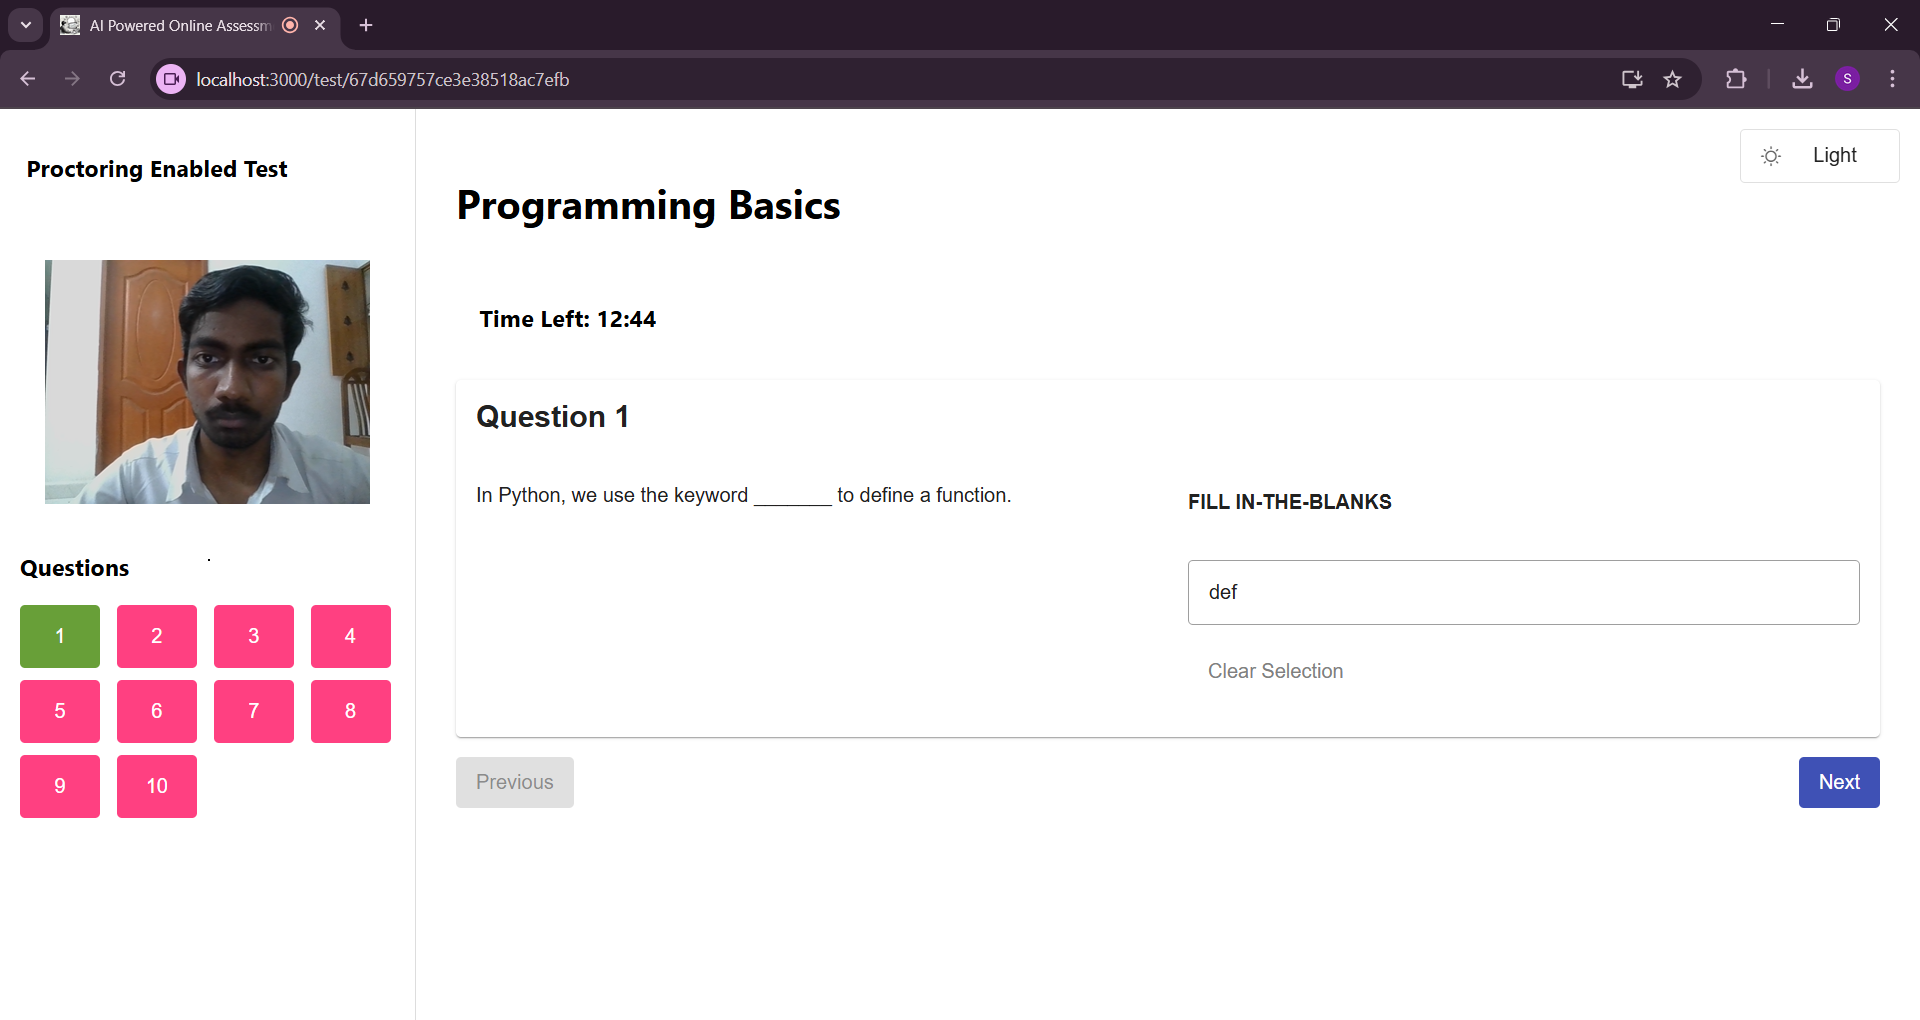 AI Powered Online Assessm
localhost:3000/test/67d659757ce3e38518ac7efb
S
Proctoring Enabled Test
Light
Programming Basics
Time Left: 12:44
Question 1
In Python, we use the keyword _______ to define a function.
FILL IN-THE-BLANKS
def
Clear Selection
Questions
1 2 3 4
5 6 7 8
9 10
Previous
Next